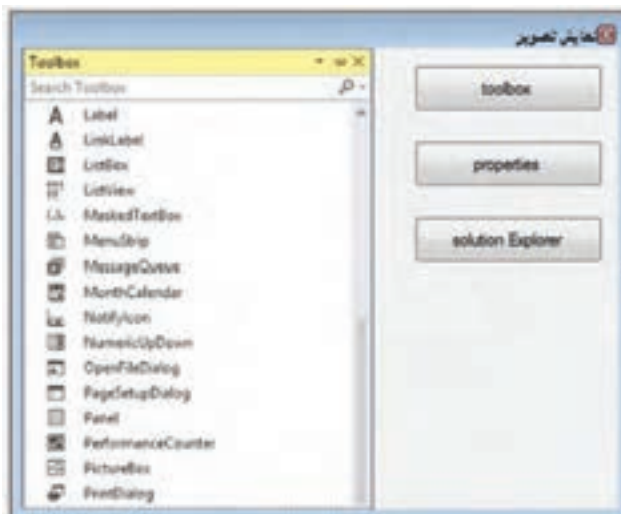 نمایش تصویر
Toolbox
Search Toolbox
Label
LinkLabel
ListBox
ListView
MaskedTextBox
MenuStrip
MessageQueue
MonthCalendar
NotifyIcon
NumericUpDown
OpenFileDialog
PageSetupDialog
Panel
PerformanceCounter
PictureBox
PrintDialog
toolbox
properties
solution Explorer